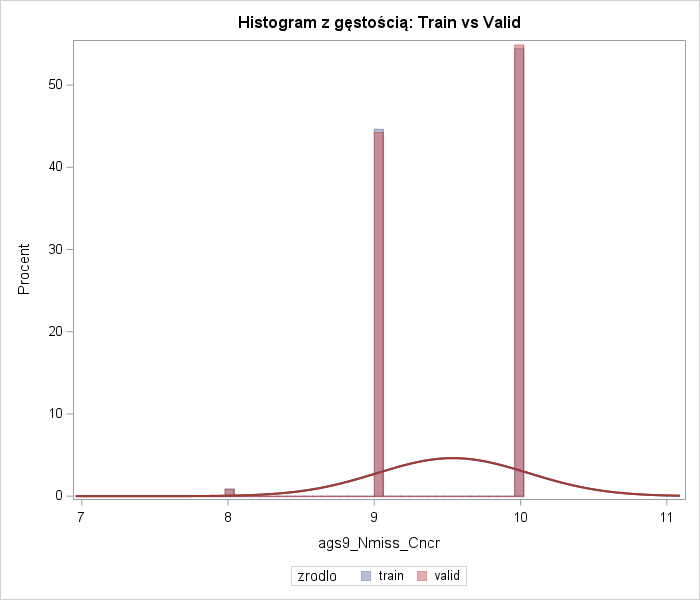 Histogram z gęstością: Train vs Valid
50
40
30
20
10
0
Procent
7 8 9 10 11
ags9_Nmiss_Cncr
zrodlo train valid